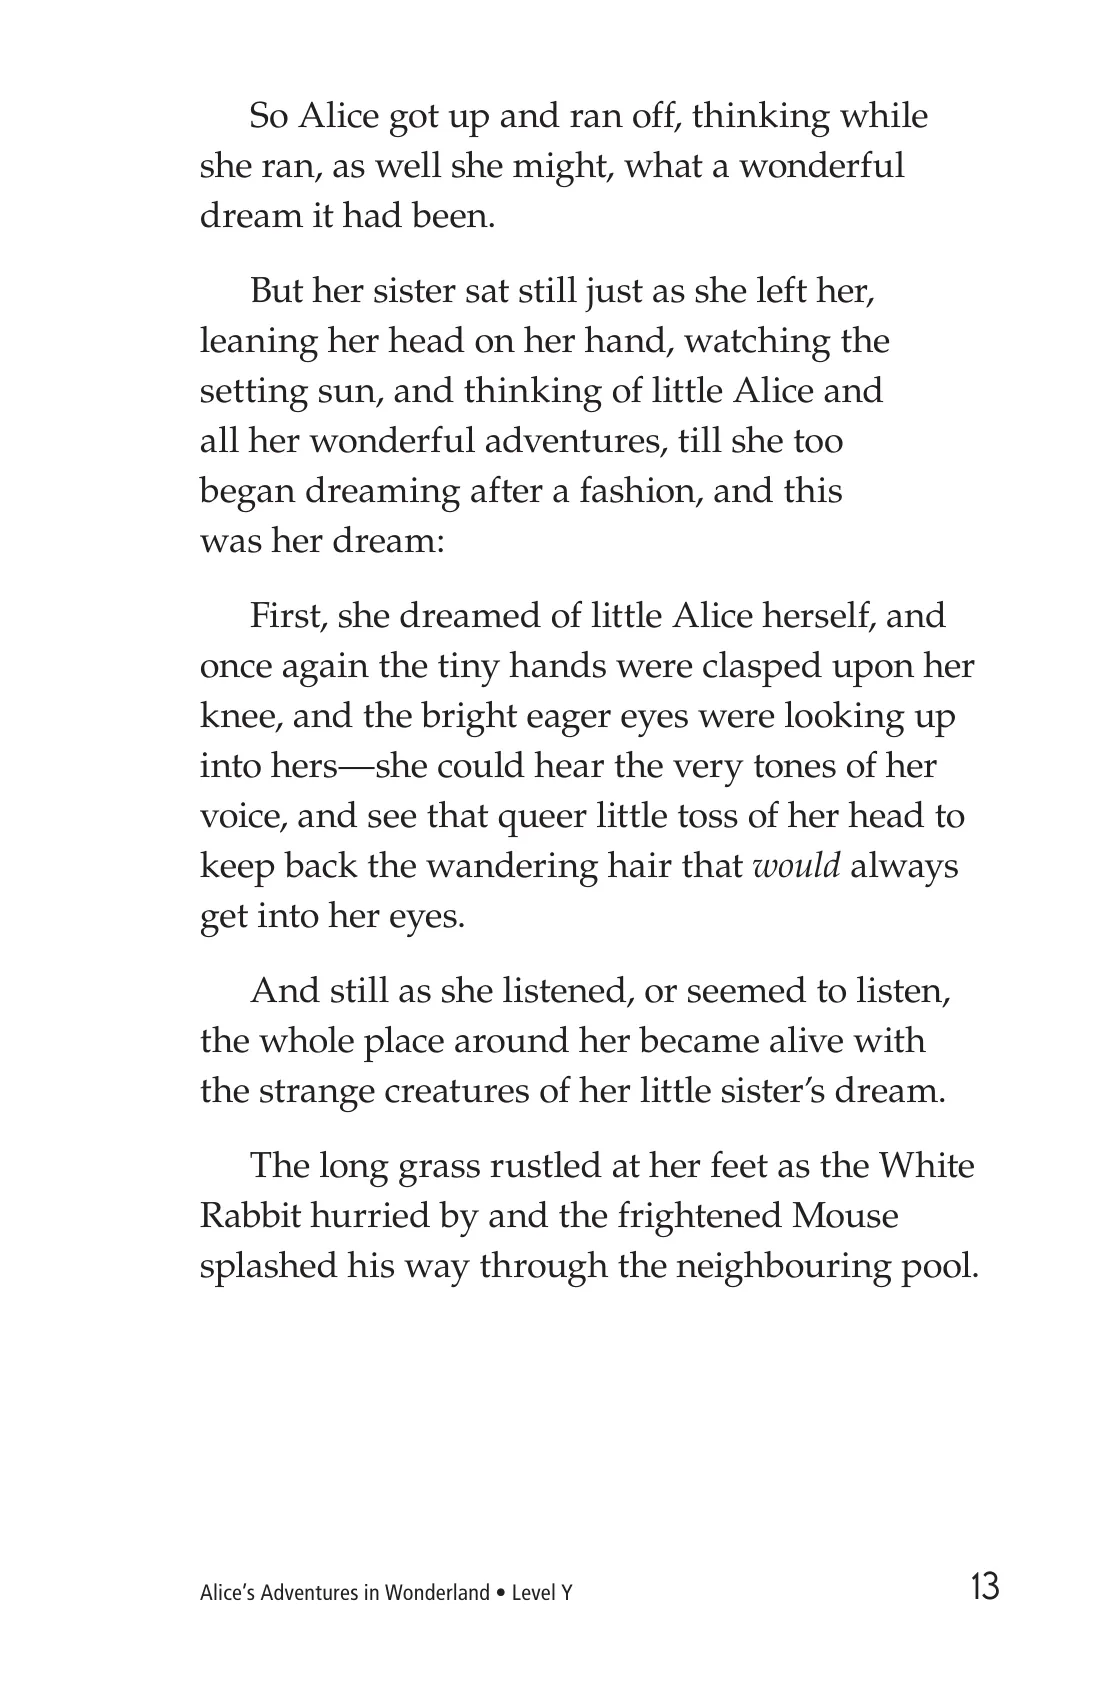 So Alice got up and ran off, thinking while
she ran, as well she might, what a wonderful
dream it had been.
But her sister sat still just as she left her,
leaning her head on her hand, watching the
setting sun, and thinking of little Alice and
all her wonderful adventures, till she too
began dreaming after a fashion, and this
was her dream:
First, she dreamed of little Alice herself, and
once again the tiny hands were clasped upon her
knee, and the bright eager eyes were looking up
into hers—she could hear the very tones of her
voice, and see that queer little toss of her head to
keep back the wandering hair that would always
get into her eyes.
And still as she listened, or seemed to listen,
the whole place around her became alive with
the strange creatures of her little sister’s dream.
The long grass rustled at her feet as the White
Rabbit hurried by and the frightened Mouse
splashed his way through the neighbouring pool.
Alice’s Adventures in Wonderland • Level Y 13